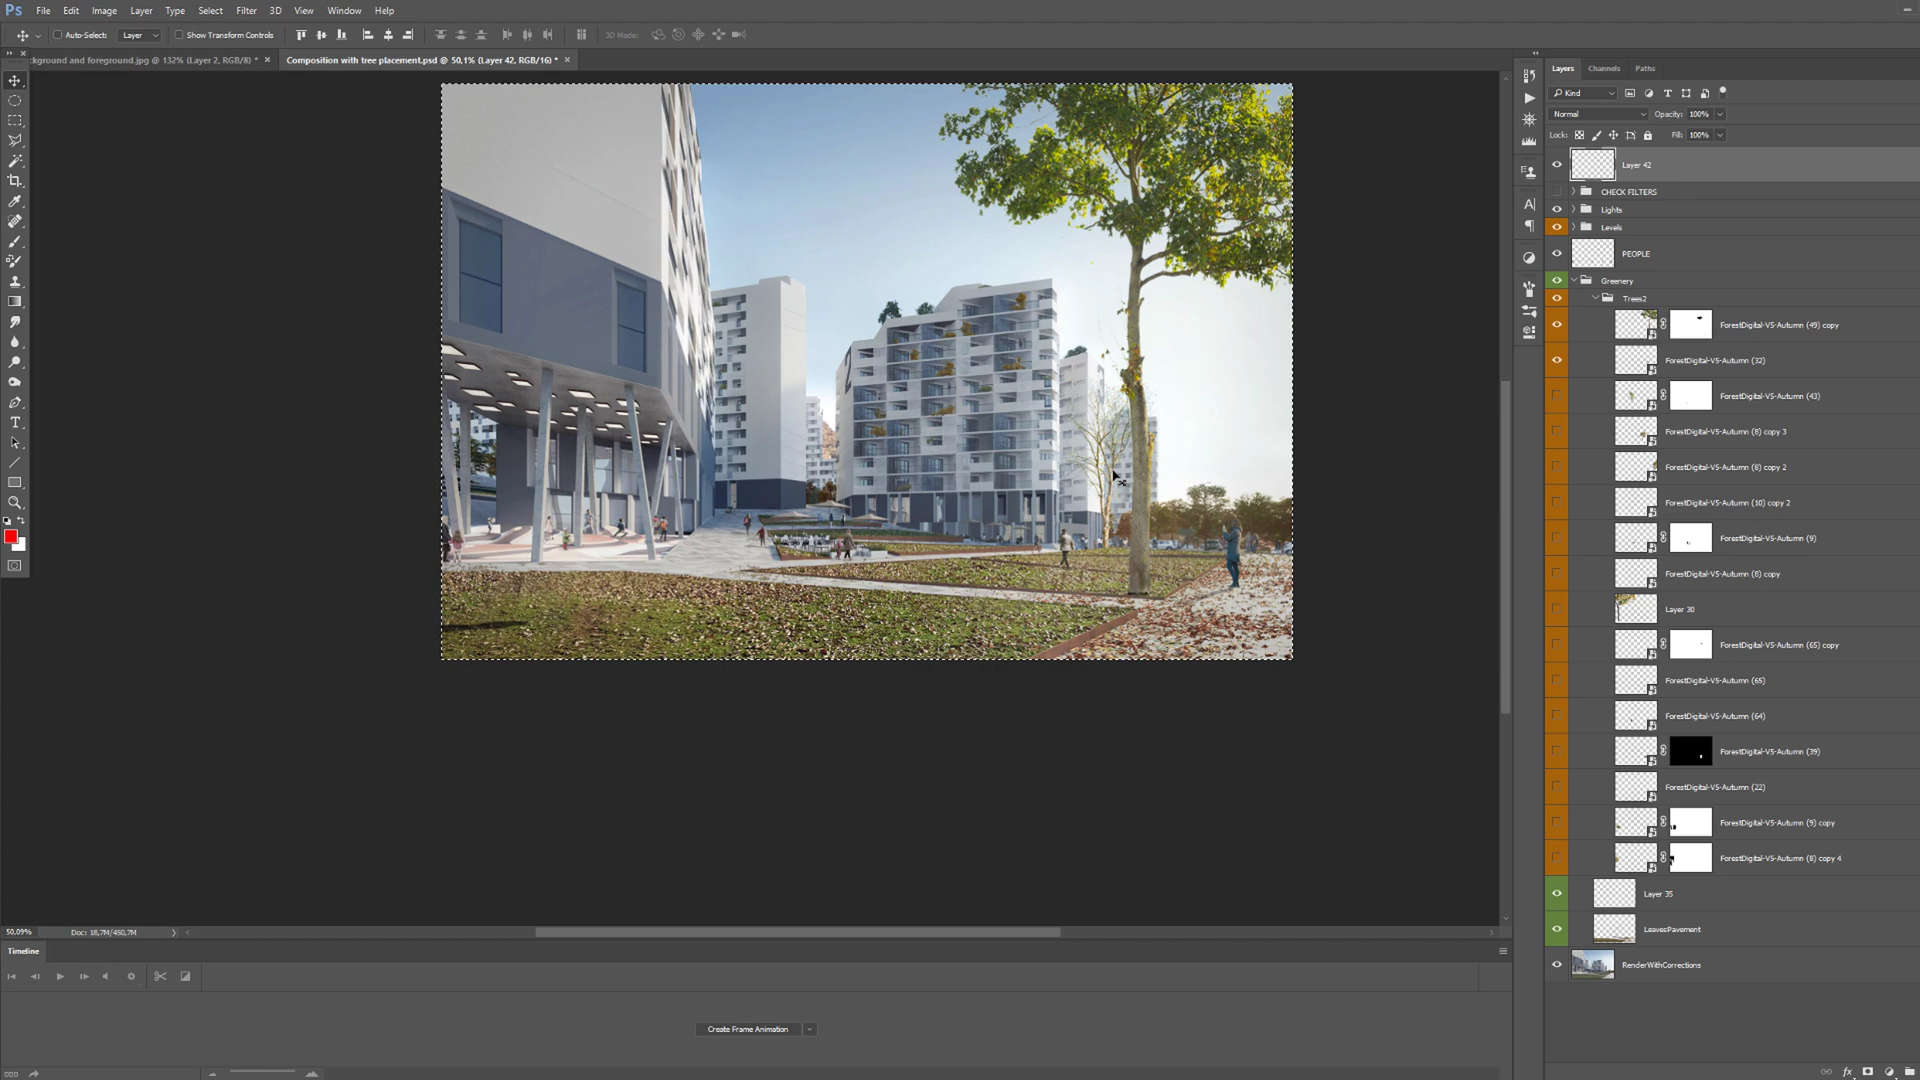 Ps File Edit Image Layer Type Select Filter 3D View Window Help
Auto-Select: Layer Show Transform Controls 3D Mode:
kground and foreground.jpg @ 132% (Layer 2, RGB/8) * × Composition with tree placement.psd @ 50,1% (Layer 42, RGB/16) * ×
Layers Channels Paths
Kind
Normal Opacity: 100%
Lock: Fill: 100%
Layer 42
CHECK FILTERS
Lights
Levels
PEOPLE
Greenery
Trees2
ForestDigital-V5-Autumn (49) copy
ForestDigital-V5-Autumn (32)
ForestDigital-V5-Autumn (43)
ForestDigital-V5-Autumn (8) copy 3
ForestDigital-V5-Autumn (8) copy 2
ForestDigital-V5-Autumn (10) copy 2
ForestDigital-V5-Autumn (9)
ForestDigital-V5-Autumn (8) copy
Layer 30
ForestDigital-V5-Autumn (65) copy
ForestDigital-V5-Autumn (65)
ForestDigital-V5-Autumn (64)
ForestDigital-V5-Autumn (39)
ForestDigital-V5-Autumn (22)
ForestDigital-V5-Autumn (9) copy
ForestDigital-V5-Autumn (8) copy 4
Layer 35
LeavesPavement
RenderWithCorrections
50.09% Doc: 18,7M/450,7M
Timeline
Create Frame Animation
fx